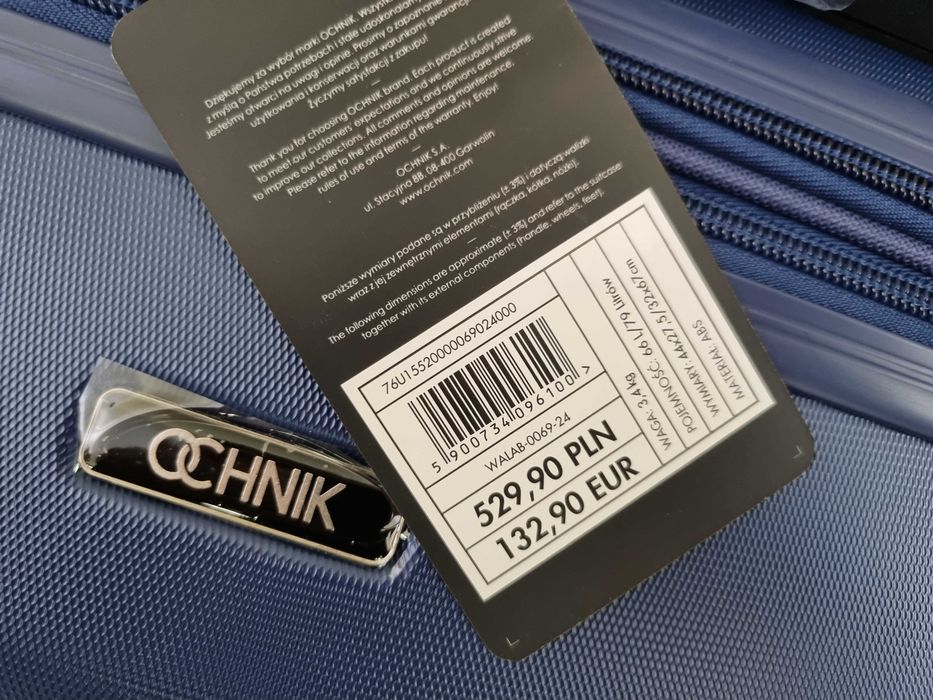 Dziękujemy za wybór marki OCHNIK.
z myślą o Państwa potrzebach i stale udoskonalany
Jesteśmy otwarci na uwagi i opinie. Prosimy o zapoznanie
użytkowania i konserwacji oraz warunkami gwarancji
Życzymy satysfakcji z zakupu!
Thank you for choosing OCHNIK brand. Each product is created
to meet our customers' expectations and we continuously strive
to improve our collections. All comments and opinions are welcome.
Please refer to the information regarding maintenance,
rules of use and terms of the warranty. Enjoy!
OCHNIK S.A.
ul. Stacyjna 88, 08-400 Garwolin
www.ochnik.com
Poniższe wymiary podane są w przybliżeniu (± 3%) i dotyczą walizki
wraz z jej zewnętrznymi elementami (rączka, kółka, nóżki).
The following dimensions are approximate (± 3%) and refer to the suitcase
together with its external components (handle, wheels, feet).
76U1552000069024000
5 900734 096100 >
WALAB-0069-24
529,90 PLN
132,90 EUR
WAGA: 3,4 kg
POJEMNOŚĆ: 66 l/79 Litrów
WYMIARY: 44x27,5/32x67cm
MATERIAŁ: ABS
OCHNIK